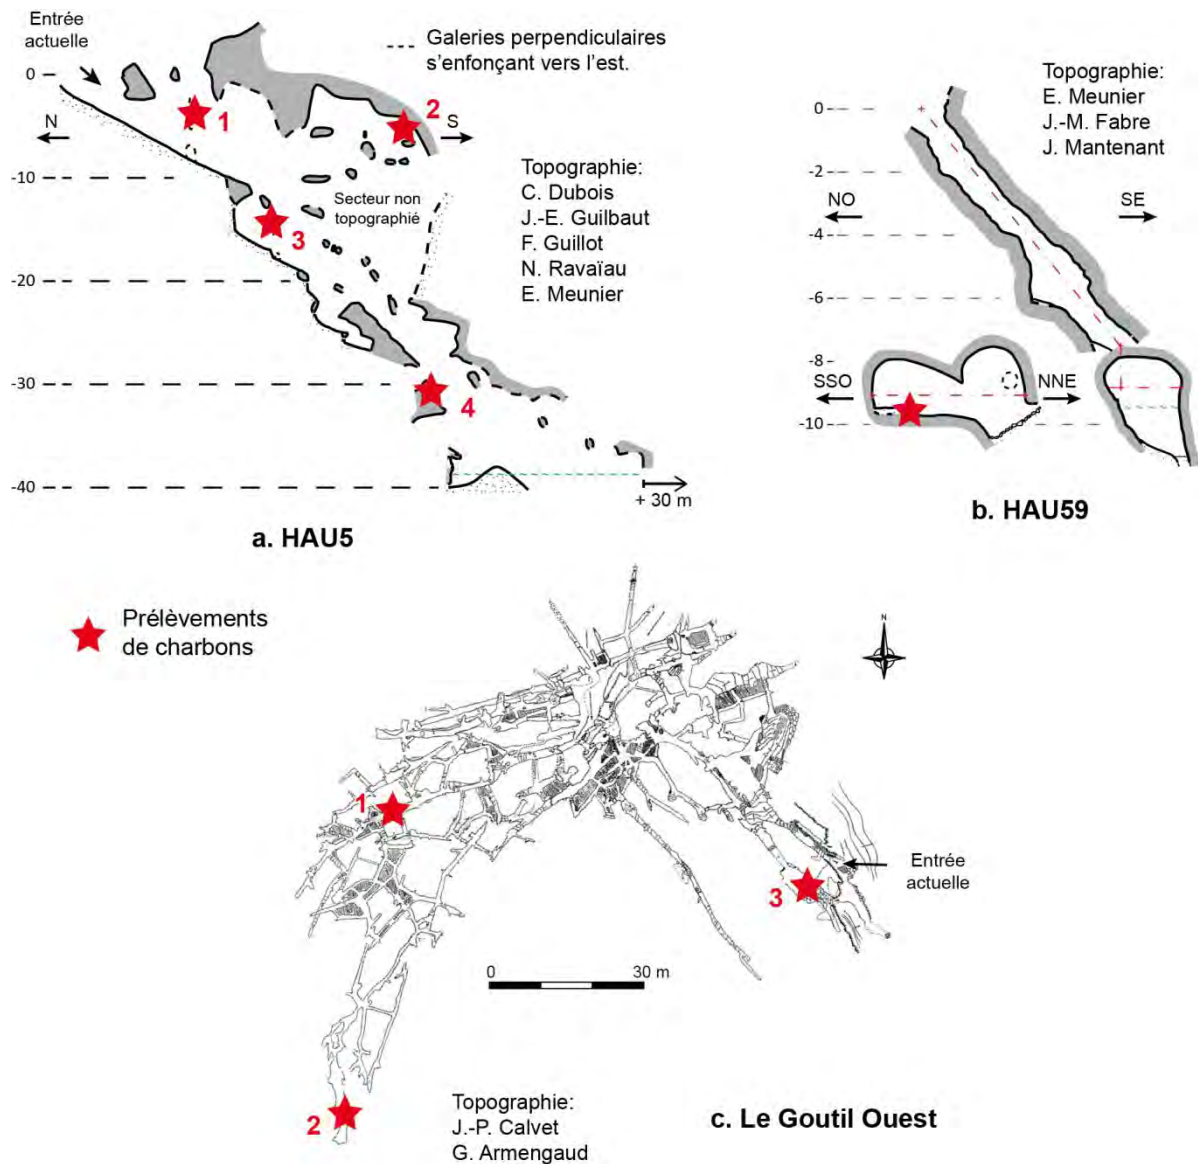 Entrée
actuelle
Galeries perpendiculaires
s'enfonçant vers l'est.
0
N
1
2
S
-10
Secteur non
topographié
3
-20
-30
4
-40
+ 30 m
Topographie:
C. Dubois
J.-E. Guilbaut
F. Guillot
N. Ravaïau
E. Meunier
a. HAU5
Topographie:
E. Meunier
J.-M. Fabre
J. Mantenant
0
-2
NO
SE
-4
-6
-8
SSO
NNE
-10
b. HAU59
Prélèvements
de charbons
N
1
Entrée
actuelle
3
0
30 m
2
Topographie:
J.-P. Calvet
G. Armengaud
c. Le Goutil Ouest